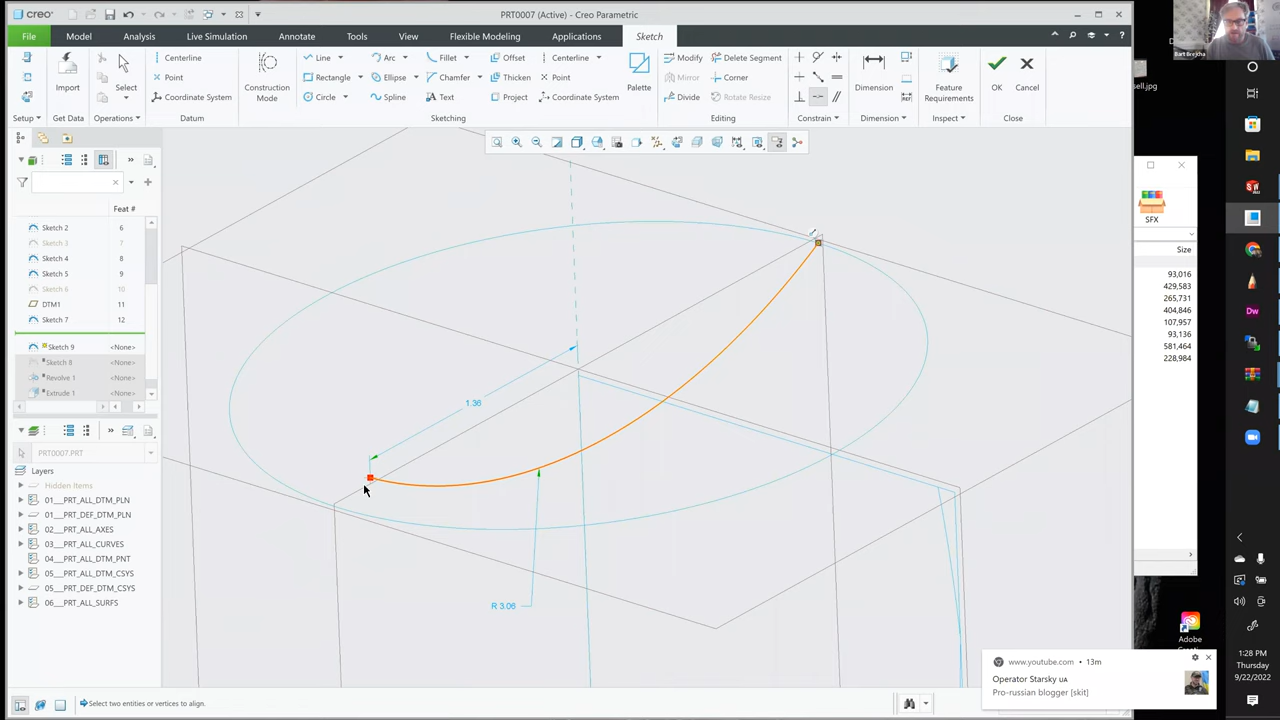 creo
PRT0007 (Active) - Creo Parametric
File
Model
Analysis
Live Simulation
Annotate
Tools
View
Flexible Modeling
Applications
Sketch
Import
Select
Centerline
Point
Coordinate System
Construction
Mode
Line
Rectangle
Circle
Arc
Ellipse
Spline
Fillet
Chamfer
Text
Offset
Thicken
Project
Centerline
Point
Coordinate System
Palette
Modify
Mirror
Divide
Delete Segment
Corner
Rotate Resize
Dimension
Feature
Requirements
OK
Cancel
Setup
Get Data
Operations
Datum
Sketching
Editing
Constrain
Dimension
Inspect
Close
Feat #
Sketch 2 6
Sketch 3 7
Sketch 4 8
Sketch 5 9
Sketch 6 10
DTM1 11
Sketch 7 12
Sketch 9 <None>
Sketch 8 <None>
Revolve 1 <None>
Extrude 1 <None>
PRT0007.PRT
Layers
Hidden Items
01___PRT_ALL_DTM_PLN
01___PRT_DEF_DTM_PLN
02___PRT_ALL_AXES
03___PRT_ALL_CURVES
04___PRT_ALL_DTM_PNT
05___PRT_ALL_DTM_CSYS
05___PRT_DEF_DTM_CSYS
06___PRT_ALL_SURFS
1.36
R 3.06
Select two entities or vertices to align.
Bart Brejcha
sell.jpg
SFX
Size
93,016
429,583
265,731
404,846
107,957
93,136
581,464
228,984
Dw
Adobe
www.youtube.com • 13m
Operator Starsky UA
Pro-russian blogger [skit]
1:28 PM
Thursday
9/22/2022